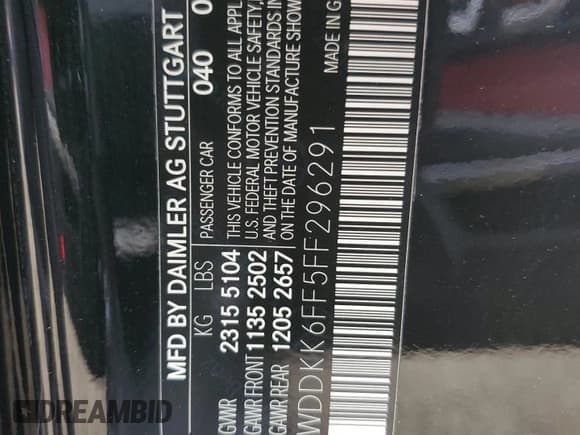 MFD BY DAIMLER AG STUTTGART
040 0
KG LBS PASSENGER CAR
GVWR 2315 5104 THIS VEHICLE CONFORMS TO ALL
GAWR FRONT 1135 2502 U.S. FEDERAL MOTOR VEHICLE SAFETY,
GAWR REAR 1205 2657 AND THEFT PREVENTION STANDARDS IN
ON THE DATE OF MANUFACTURE SHOW
WDDKK6FF5FF296291 MADE IN G
DREAMBID